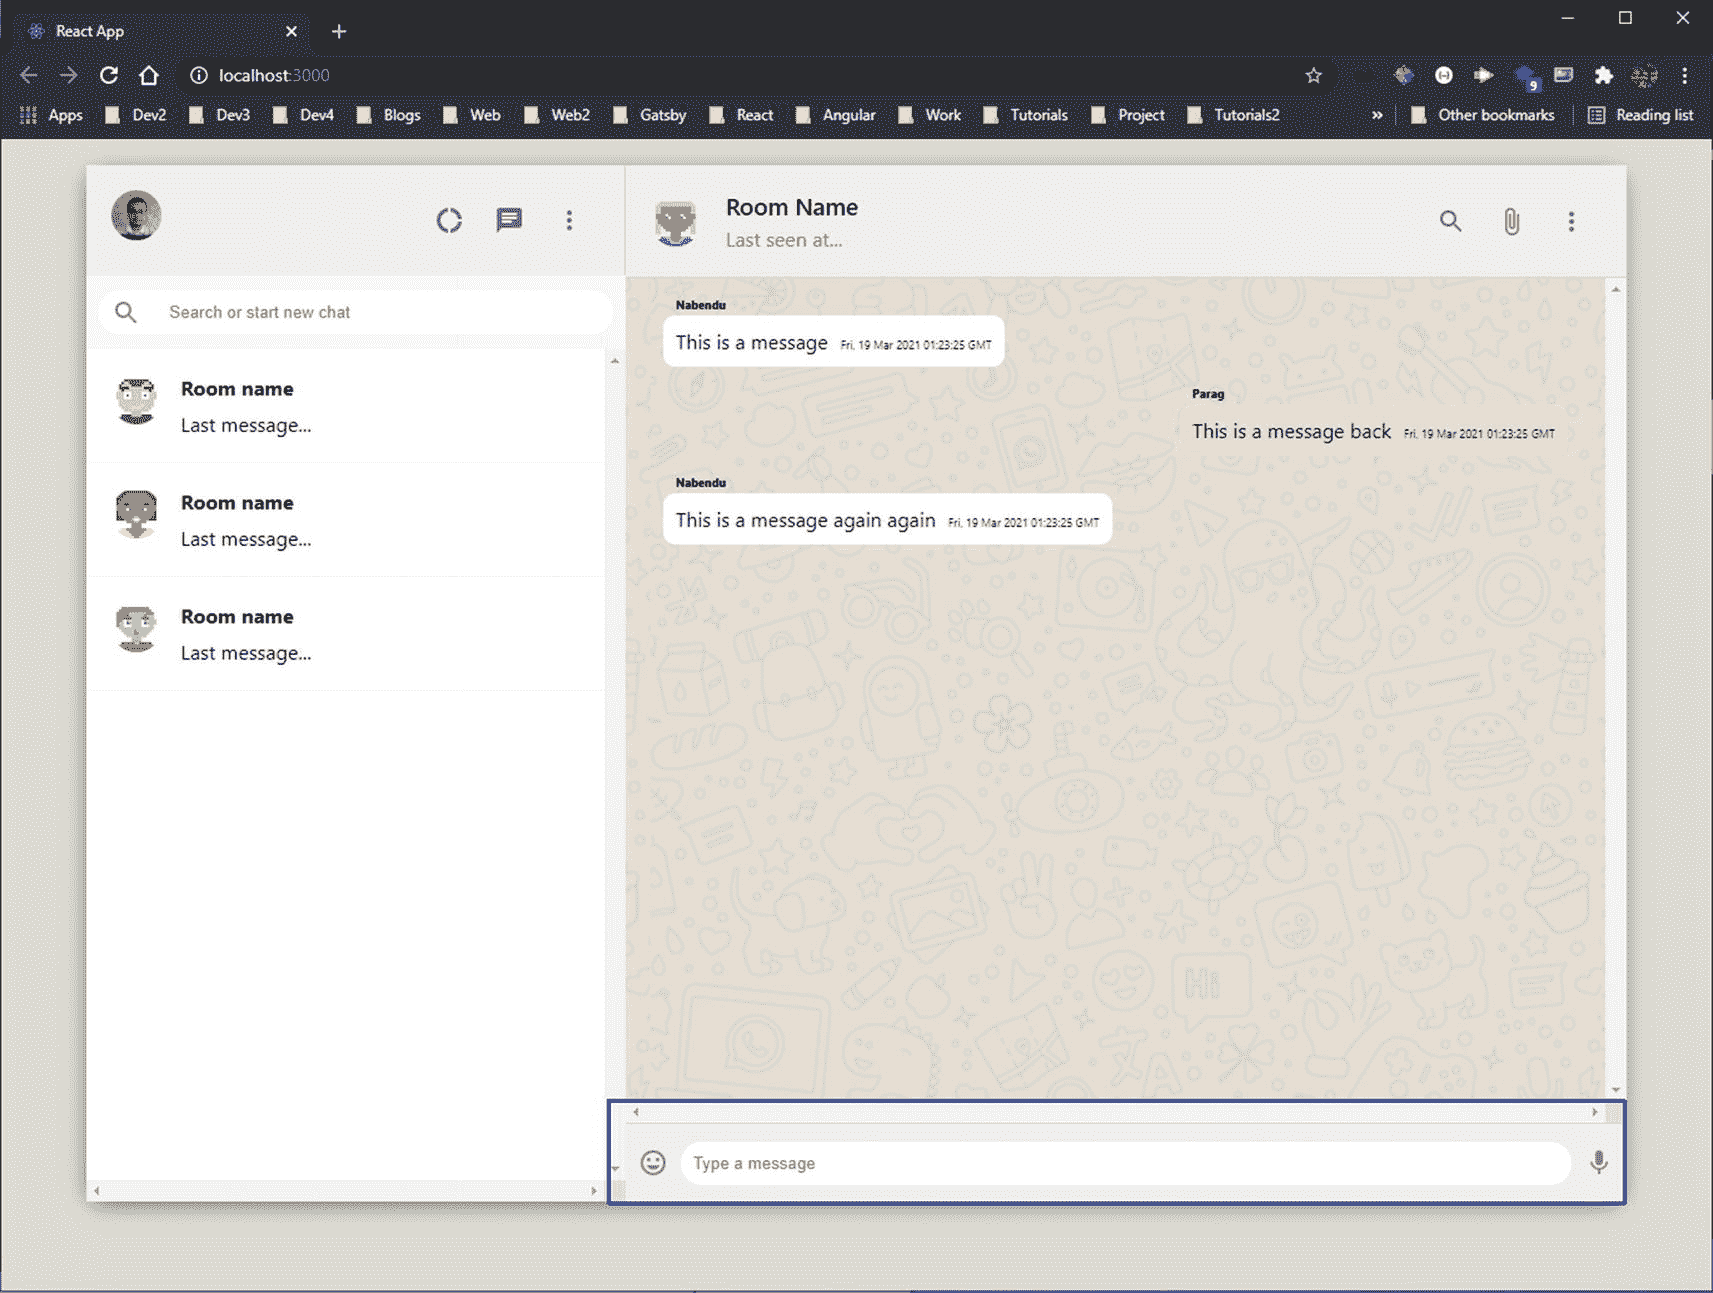 React App
localhost:3000
9
Apps Dev2 Dev3 Dev4 Blogs Web Web2 Gatsby React Angular Work Tutorials Project Tutorials2 » Other bookmarks Reading list
Room Name
Last seen at...
Search or start new chat
Room name
Last message...
Room name
Last message...
Room name
Last message...
Nabendu
This is a message Fri, 19 Mar 2021 01:23:25 GMT
Parag
This is a message back Fri, 19 Mar 2021 01:23:25 GMT
Nabendu
This is a message again again Fri, 19 Mar 2021 01:23:25 GMT
Hi
Type a message